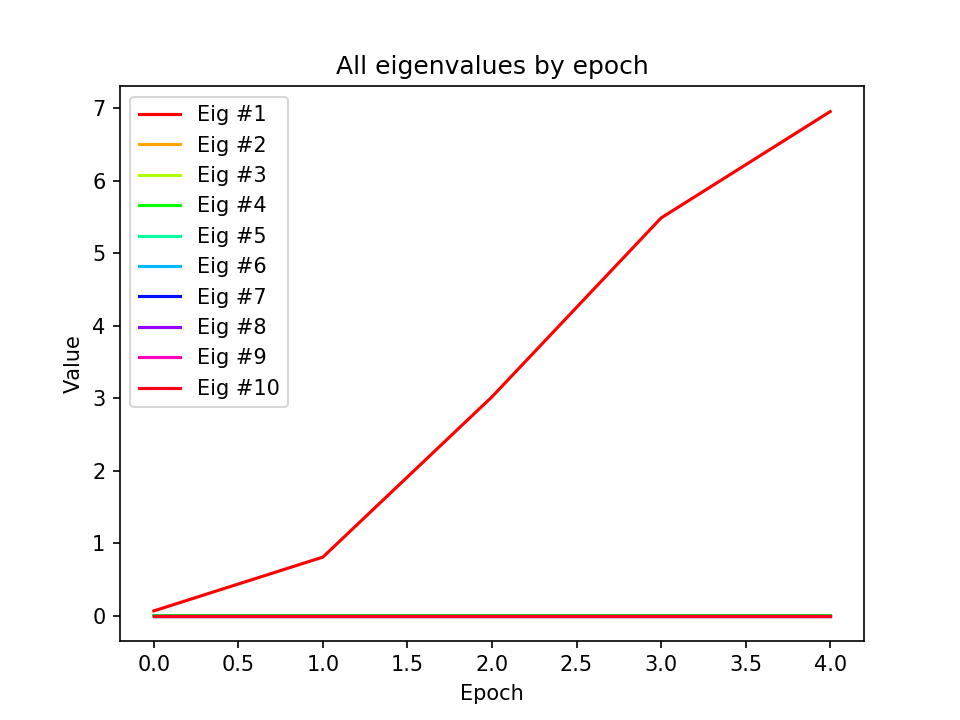 All eigenvalues by epoch
7
6
5
4
3
2
1
0
Value
Eig #1
Eig #2
Eig #3
Eig #4
Eig #5
Eig #6
Eig #7
Eig #8
Eig #9
Eig #10
0.0 0.5 1.0 1.5 2.0 2.5 3.0 3.5 4.0
Epoch